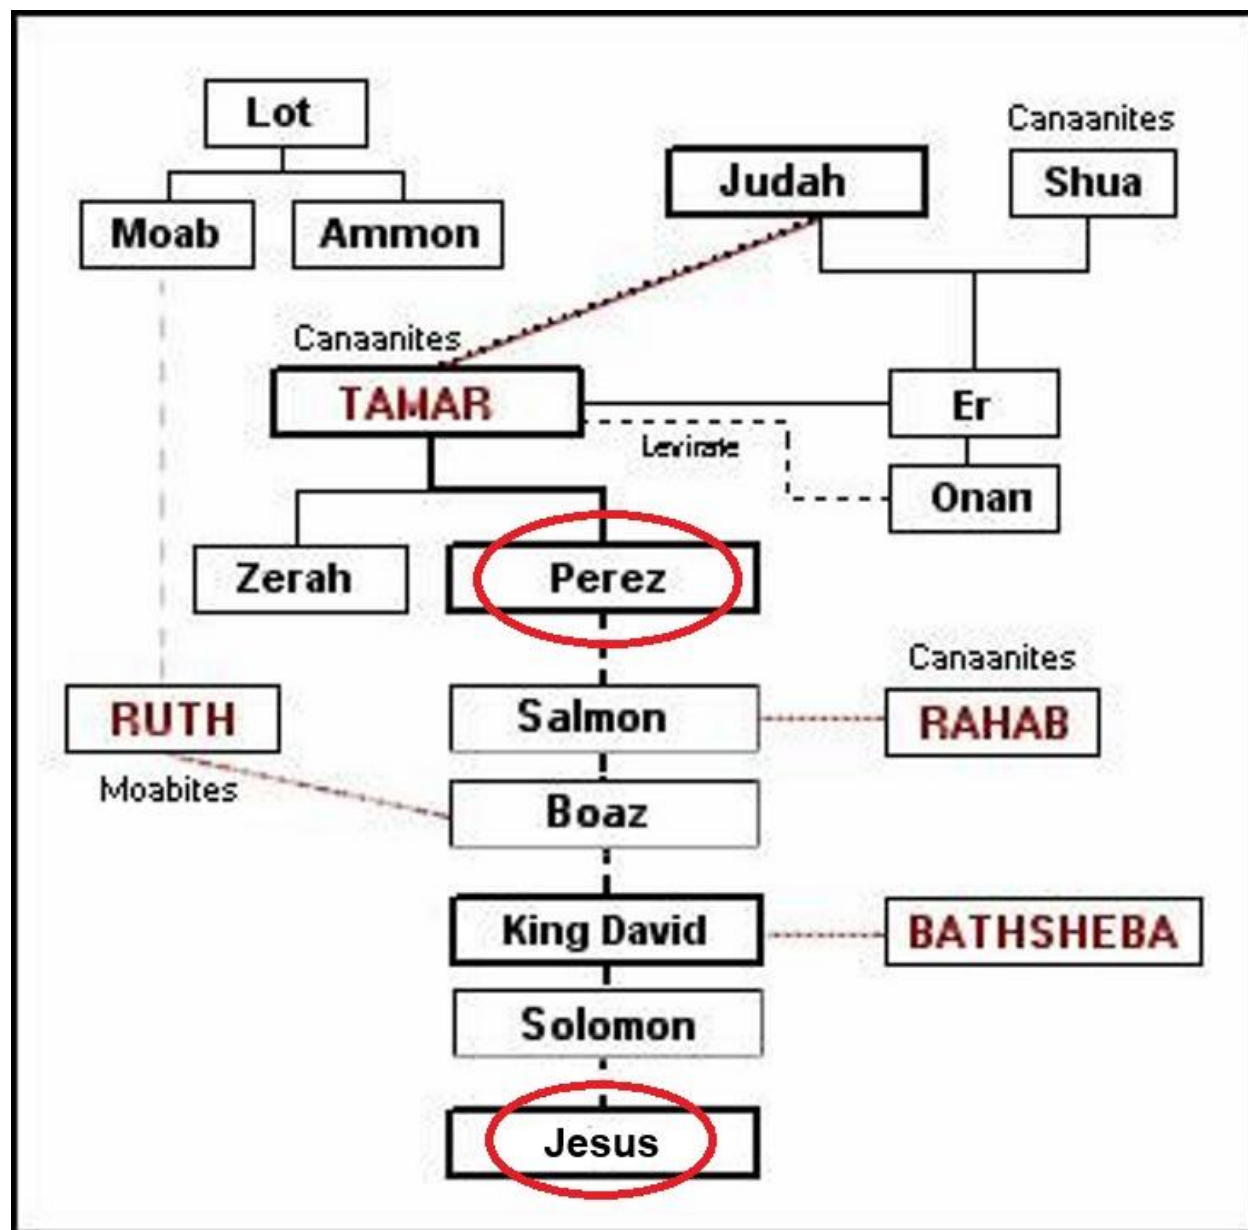 Lot
Canaanites
Judah
Shua
Moab
Ammon
Canaanites
TAMAR
Er
Levirate
Onan
Zerah
Perez
Canaanites
RUTH
Salmon
RAHAB
Moabites
Boaz
King David
BATHSHEBA
Solomon
Jesus